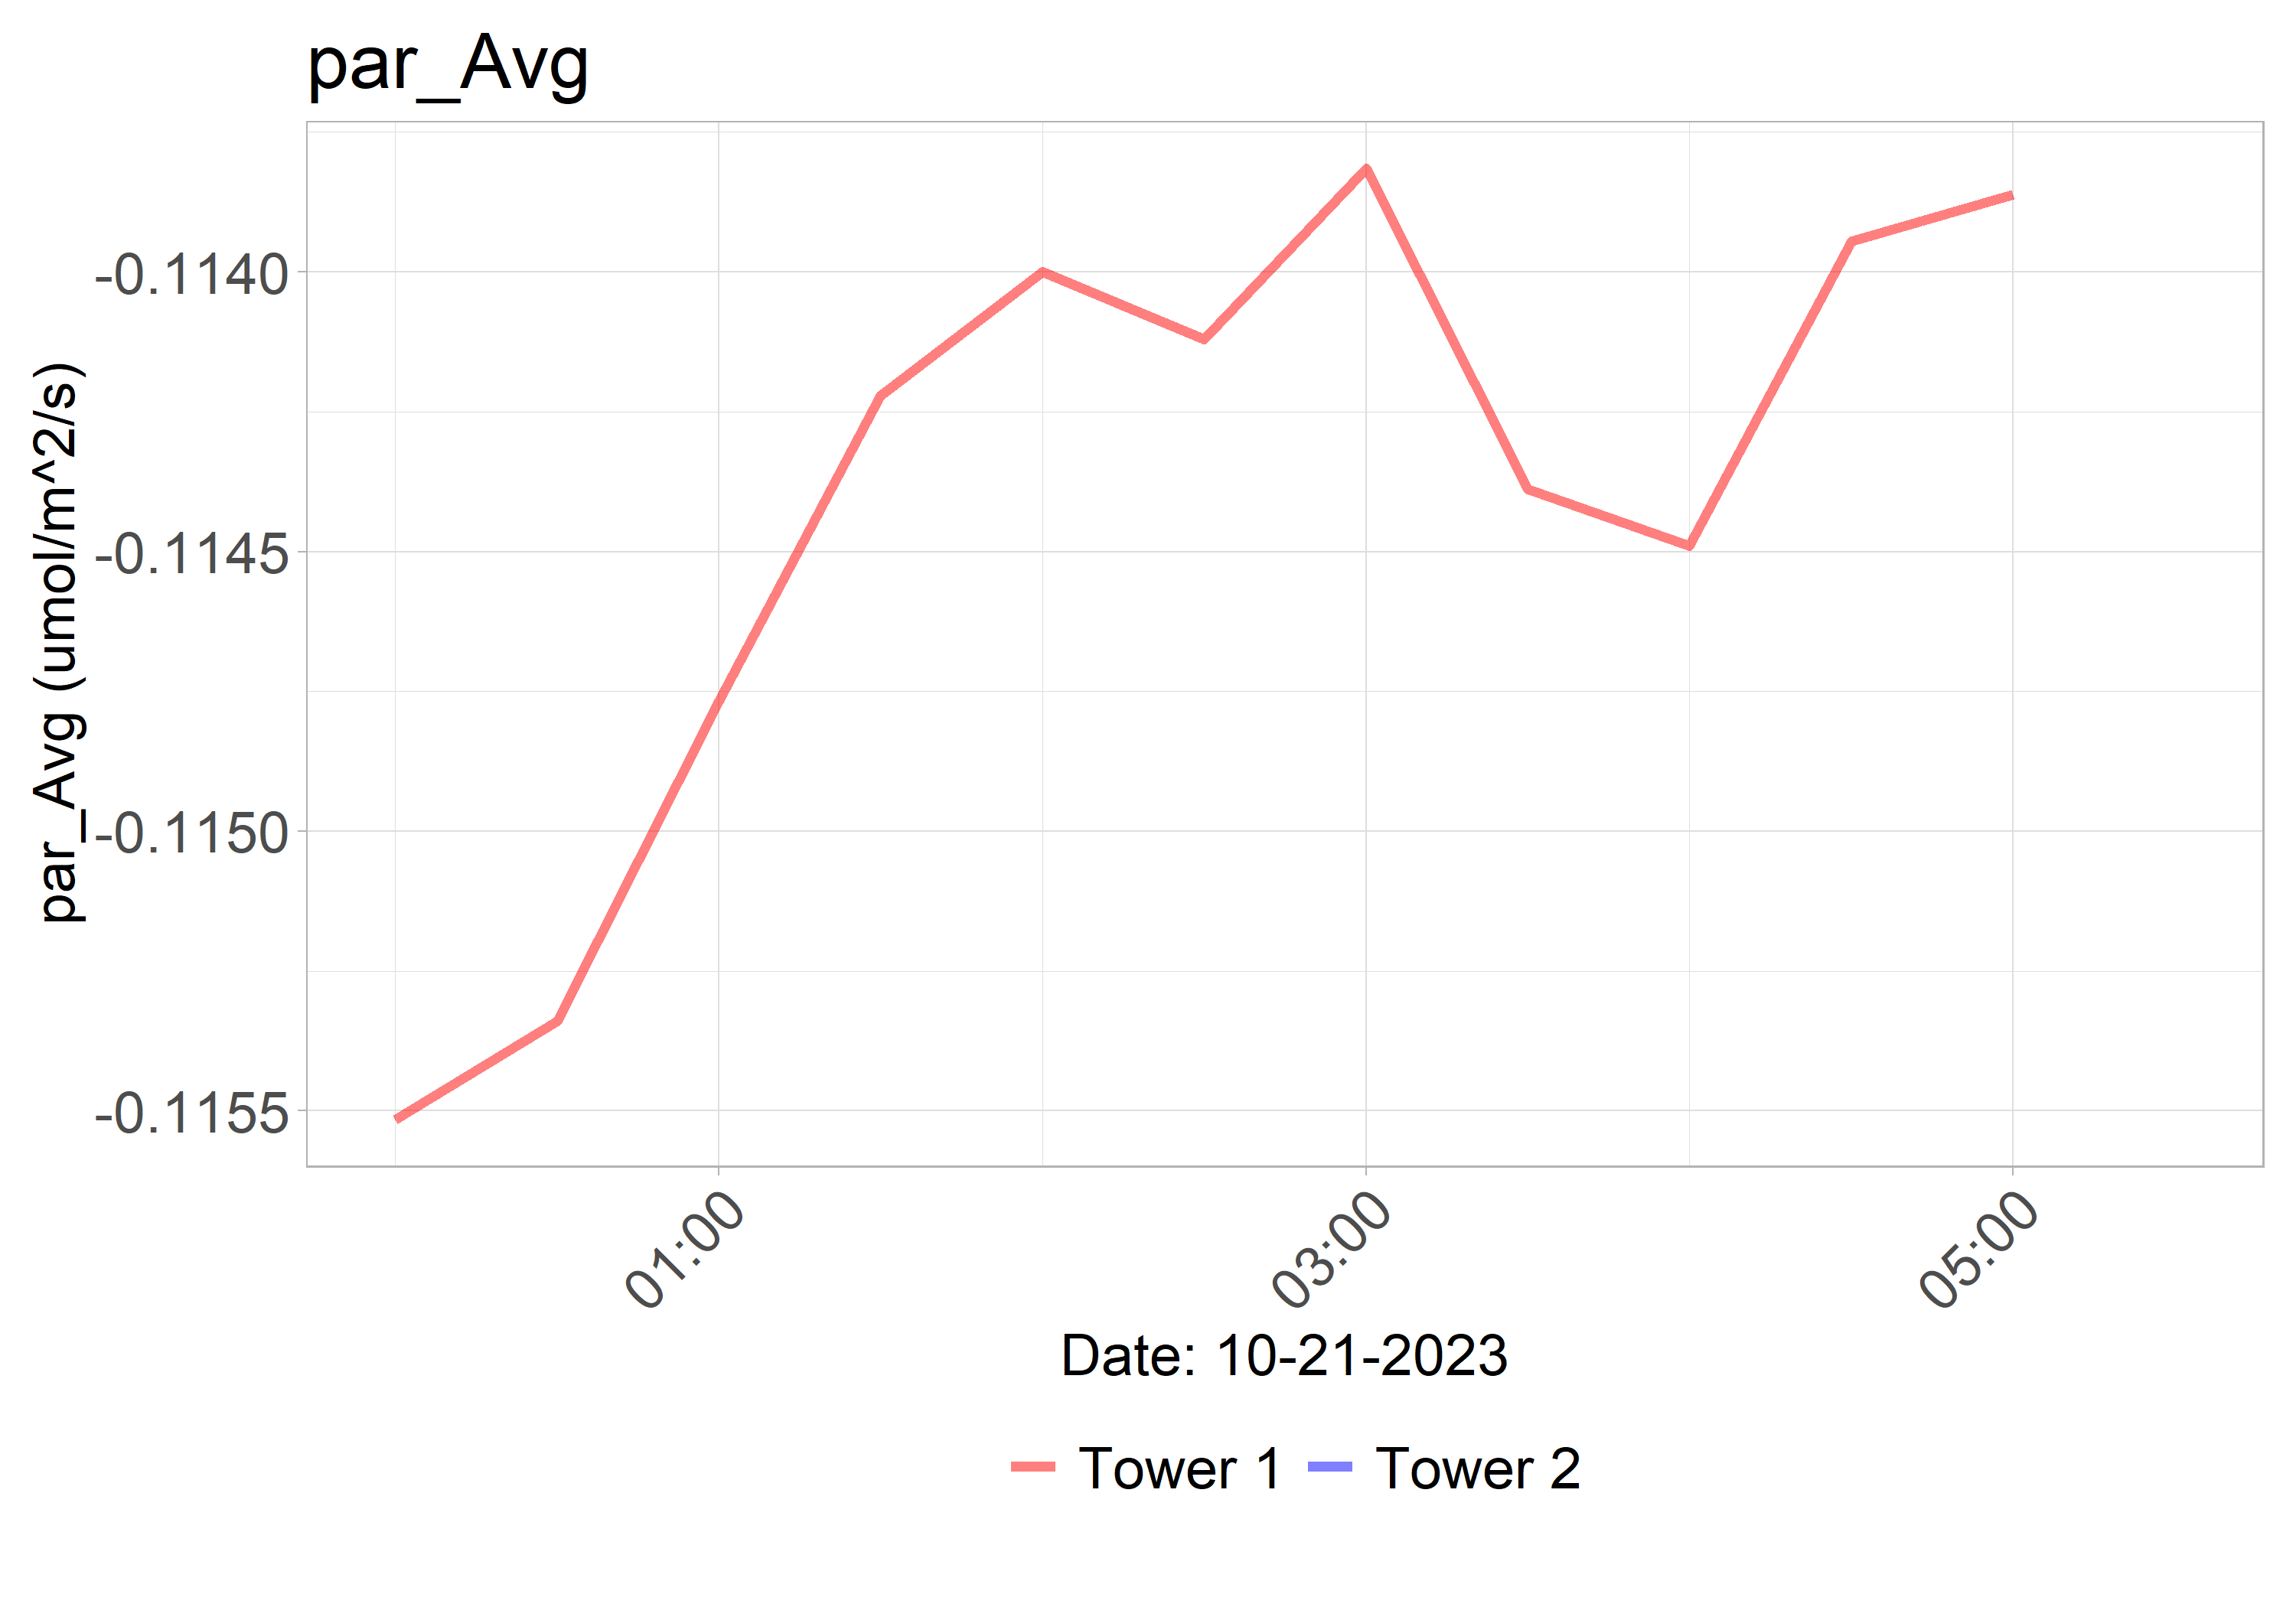 par_Avg
par_Avg (umol/m^2/s)
-0.1140
-0.1145
-0.1150
-0.1155
01:00
03:00
05:00
Date: 10-21-2023
Tower 1
Tower 2